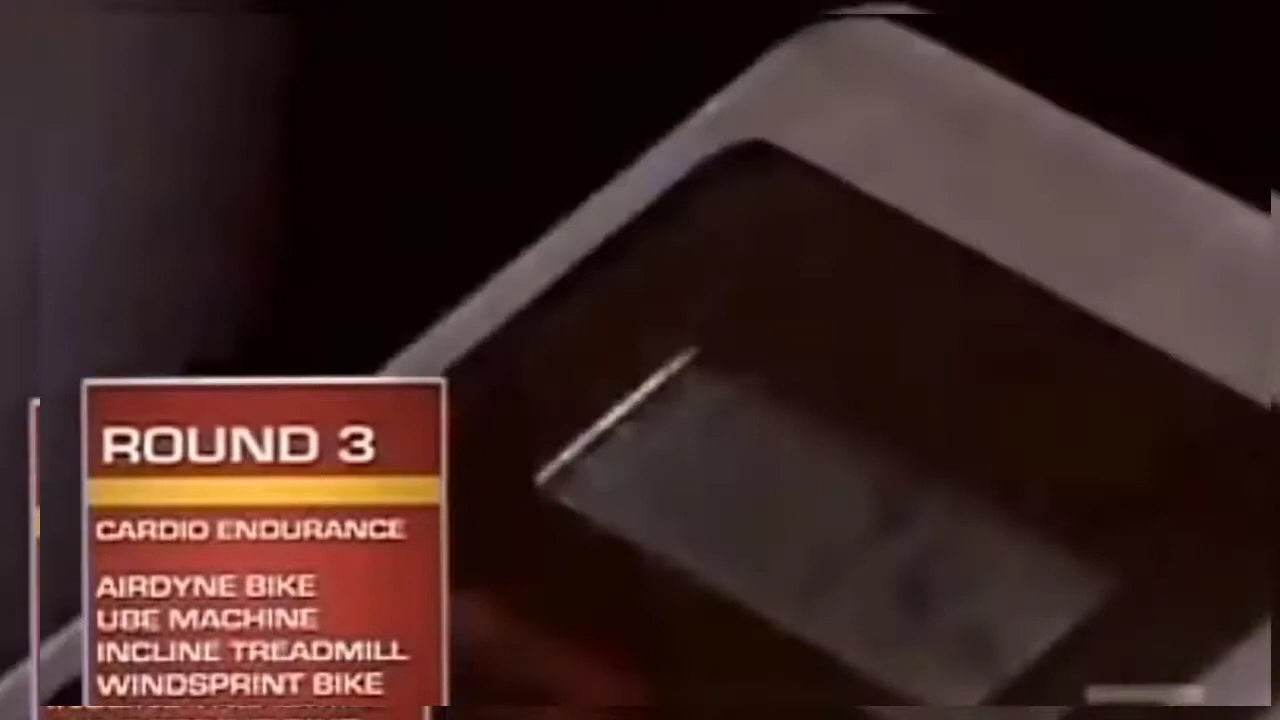 ROUND 3
CARDIO ENDURANCE
AIRDYNE BIKE
UBE MACHINE
INCLINE TREADMILL
WINDSPRINT BIKE